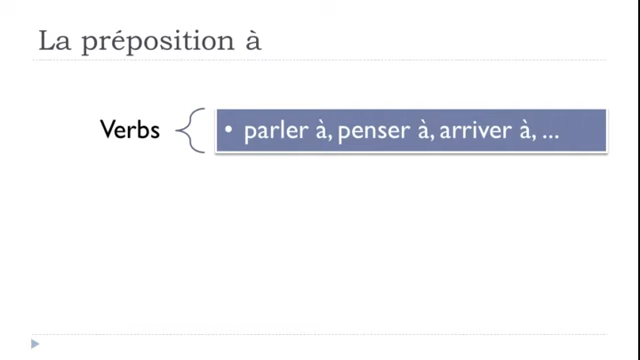 La préposition à
Verbs
• parler à, penser à, arriver à, ...